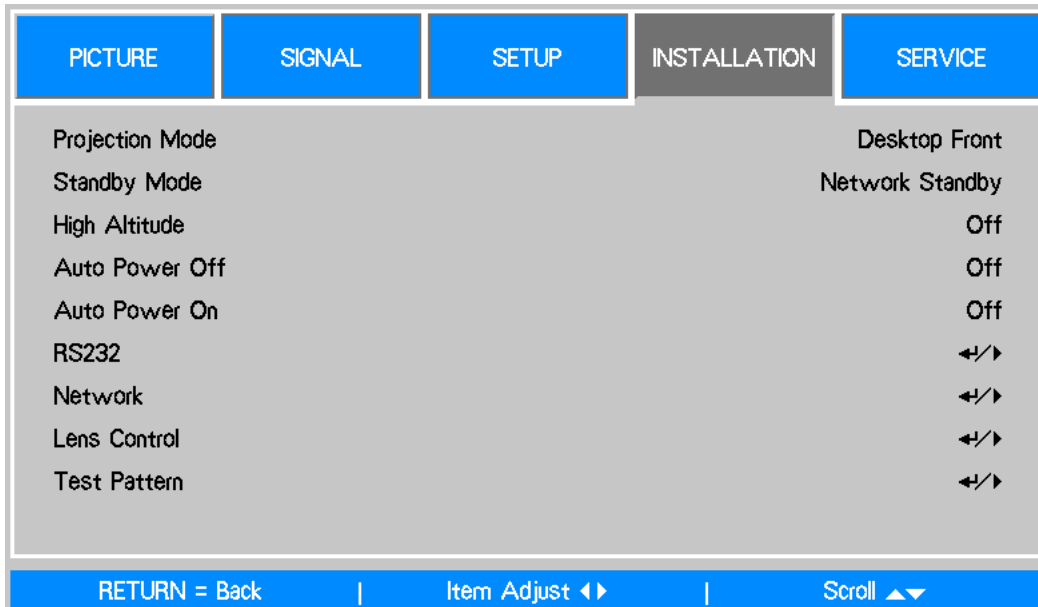 PICTURE SIGNAL SETUP INSTALLATION SERVICE
Projection Mode Desktop Front
Standby Mode Network Standby
High Altitude Off
Auto Power Off Off
Auto Power On Off
RS232 ↵/▶
Network ↵/▶
Lens Control ↵/▶
Test Pattern ↵/▶
RETURN = Back | Item Adjust ◀▶ | Scroll ▲▼